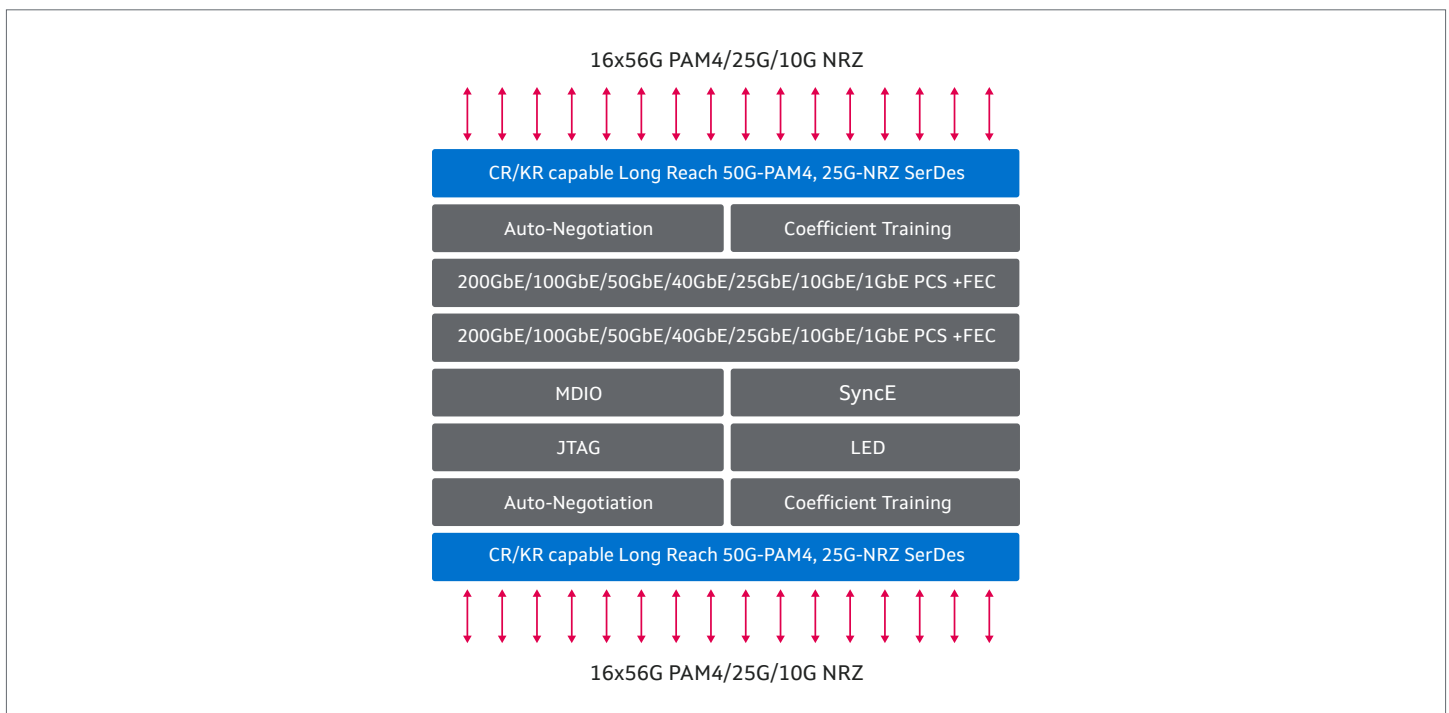 16x56G PAM4/25G/10G NRZ
CR/KR capable Long Reach 50G-PAM4, 25G-NRZ SerDes
Auto-Negotiation
Coefficient Training
200GbE/100GbE/50GbE/40GbE/25GbE/10GbE/1GbE PCS +FEC
200GbE/100GbE/50GbE/40GbE/25GbE/10GbE/1GbE PCS +FEC
MDIO
SyncE
JTAG
LED
Auto-Negotiation
Coefficient Training
CR/KR capable Long Reach 50G-PAM4, 25G-NRZ SerDes
16x56G PAM4/25G/10G NRZ